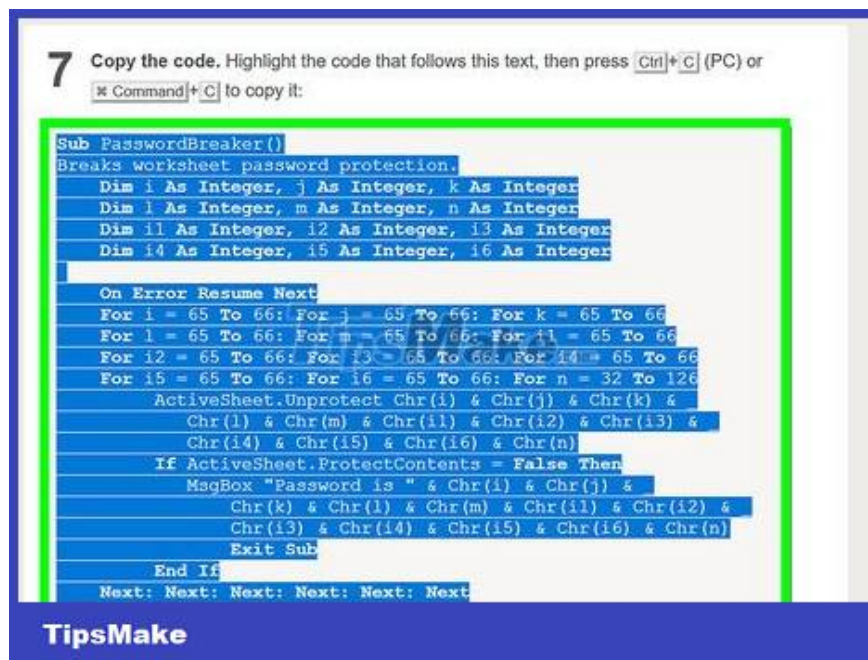 7 Copy the code. Highlight the code that follows this text, then press Ctrl+C (PC) or
⌘ Command+C to copy it:
Sub PasswordBreaker()
Breaks worksheet password protection.
Dim i As Integer, j As Integer, k As Integer
Dim l As Integer, m As Integer, n As Integer
Dim i1 As Integer, i2 As Integer, i3 As Integer
Dim i4 As Integer, i5 As Integer, i6 As Integer
On Error Resume Next
For i = 65 To 66: For j = 65 To 66: For k = 65 To 66
For l = 65 To 66: For m = 65 To 66: For i1 = 65 To 66
For i2 = 65 To 66: For i3 = 65 To 66: For i4 = 65 To 66
For i5 = 65 To 66: For i6 = 65 To 66: For n = 32 To 126
ActiveSheet.Unprotect Chr(i) & Chr(j) & Chr(k) & _
Chr(l) & Chr(m) & Chr(i1) & Chr(i2) & Chr(i3) & _
Chr(i4) & Chr(i5) & Chr(i6) & Chr(n)
If ActiveSheet.ProtectContents = False Then
MsgBox "Password is " & Chr(i) & Chr(j) & _
Chr(k) & Chr(l) & Chr(m) & Chr(i1) & Chr(i2) & _
Chr(i3) & Chr(i4) & Chr(i5) & Chr(i6) & Chr(n)
Exit Sub
End If
Next: Next: Next: Next: Next: Next
TipsMake